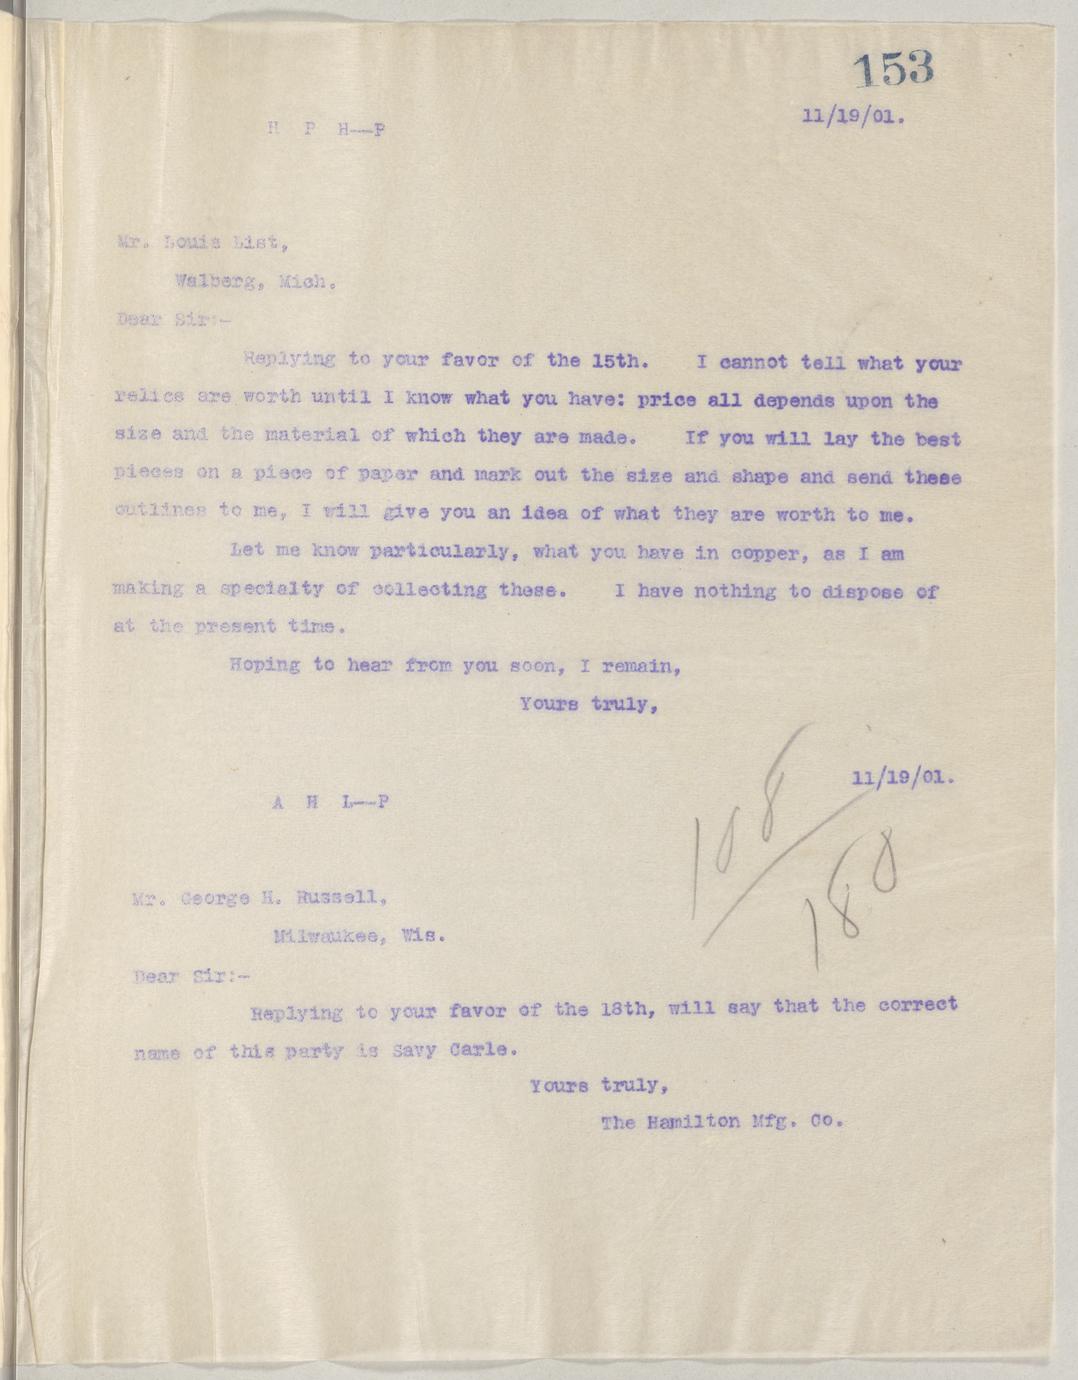 153
11/19/01.
H P H--P
Mr. Louis List,
Walberg, Mich.
Dear Sir:-
Replying to your favor of the 15th. I cannot tell what your
relics are worth until I know what you have: price all depends upon the
size and the material of which they are made. If you will lay the best
pieces on a piece of paper and mark out the size and shape and send these
outlines to me, I will give you an idea of what they are worth to me.
Let me know particularly, what you have in copper, as I am
making a specialty of collecting these. I have nothing to dispose of
at the present time.
Hoping to hear from you soon, I remain,
Yours truly,
108/188
11/19/01.
A H L--P
Mr. George H. Russell,
Milwaukee, Wis.
Dear Sir:-
Replying to your favor of the 18th, will say that the correct
name of this party is Savy Carle.
Yours truly,
The Hamilton Mfg. Co.